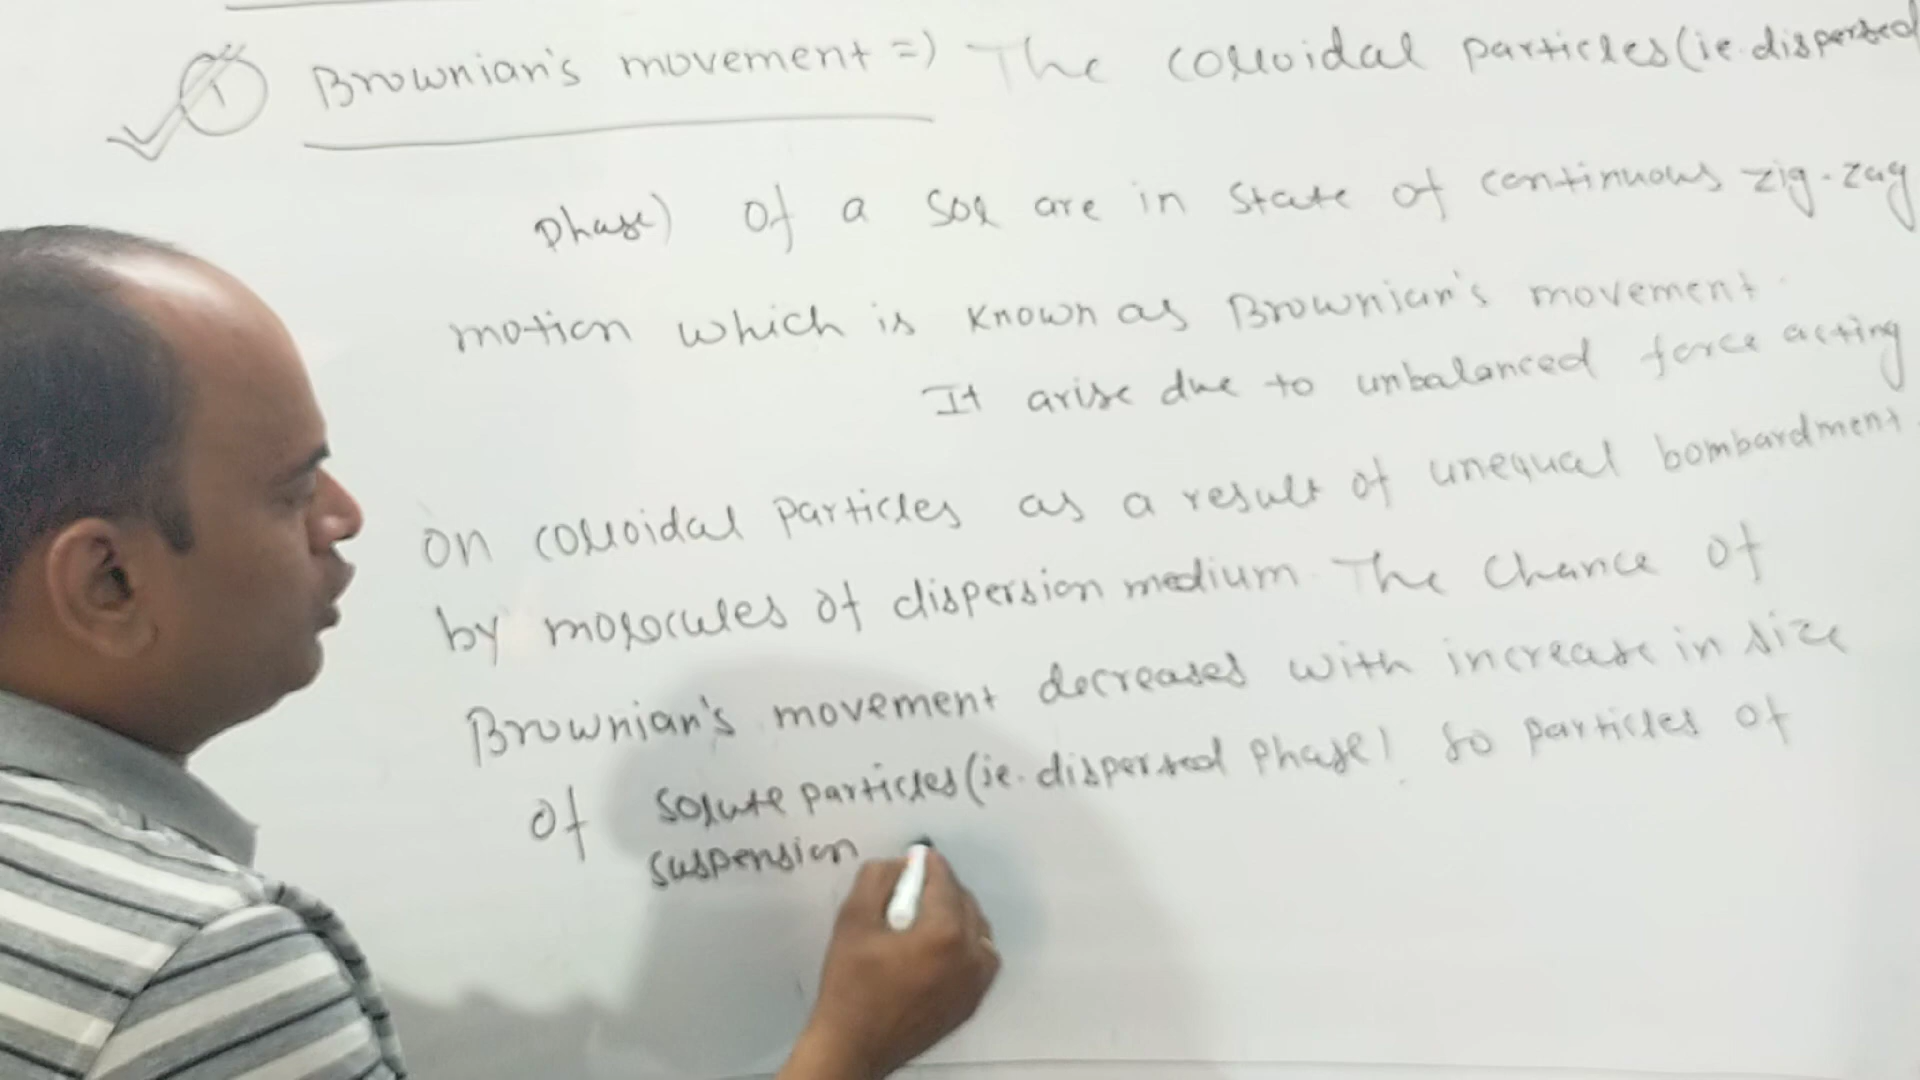 ① Brownian's movement => The colloidal particles (ie. dispersed
phase) of a sol are in state of continuous zig-zag
motion which is known as Brownian's movement.
It arise due to unbalanced force acting
on colloidal particles as a result of unequal bombardment
by molecules of dispersion medium. The chance of
Brownian's movement decreases with increase in size
of solute particles (ie. dispersed phase). So particles of
suspension